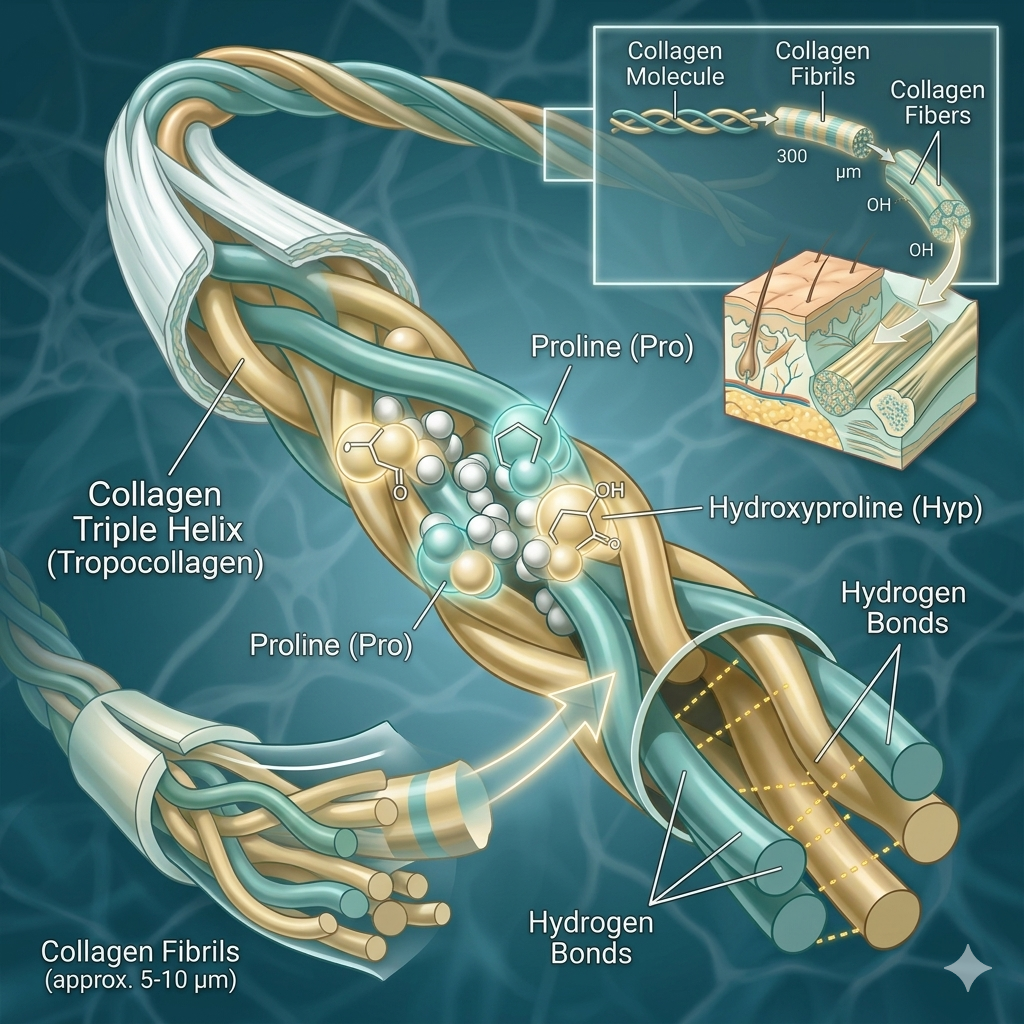 Collagen
Molecule
Collagen
Fibrils
Collagen
Fibers
300
µm
OH
OH
Proline (Pro)
Collagen
Triple Helix
(Tropocollagen)
O
OH
O
Hydroxyproline (Hyp)
Proline (Pro)
Hydrogen
Bonds
Hydrogen
Bonds
Collagen Fibrils
(approx. 5-10 µm)